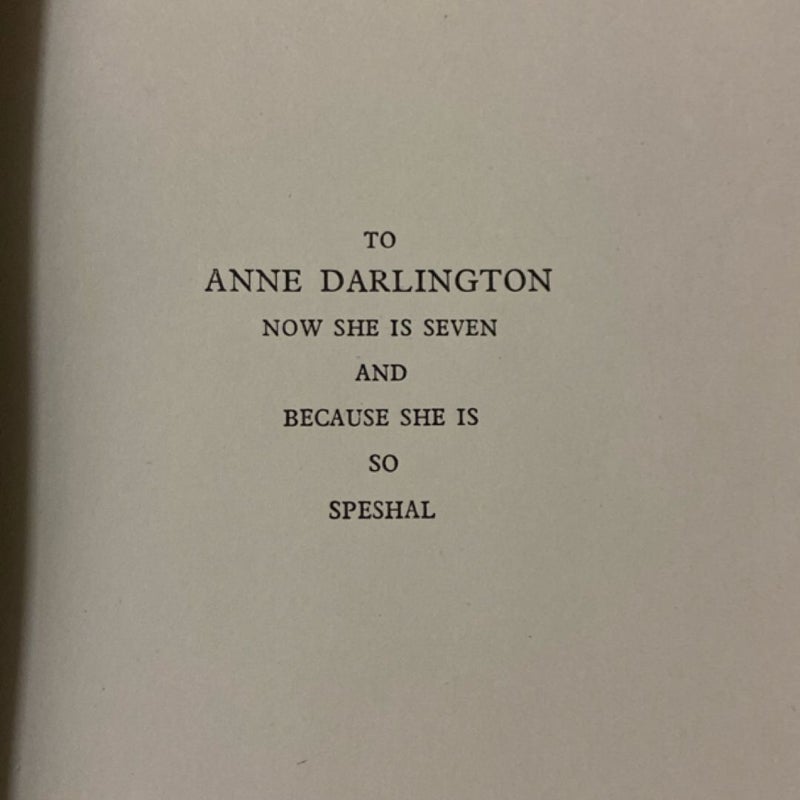 TO
ANNE DARLINGTON
NOW SHE IS SEVEN
AND
BECAUSE SHE IS
SO
SPESHAL